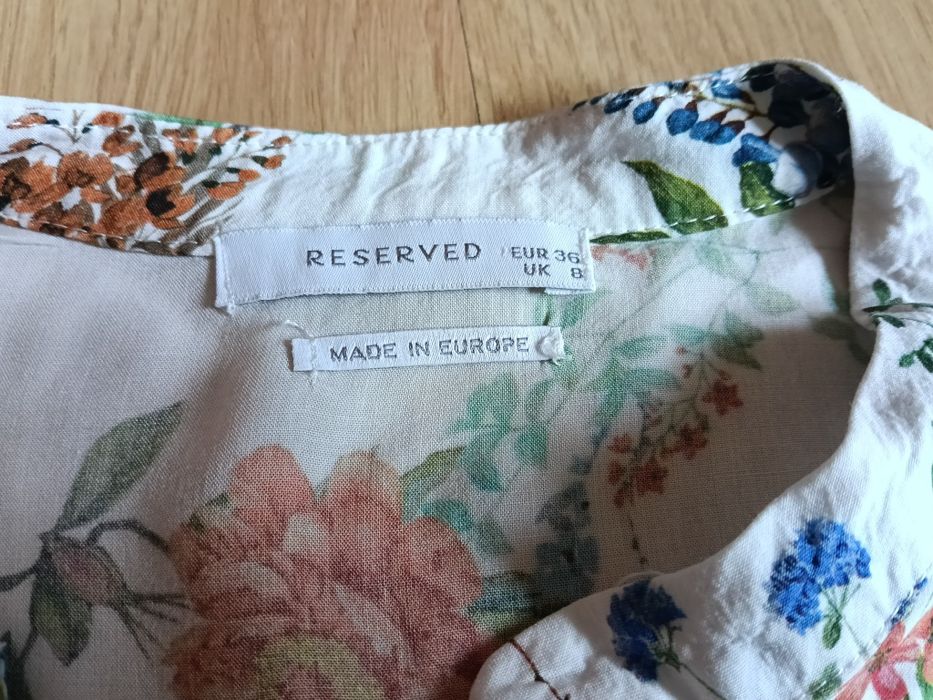 RESERVED
EUR 36
UK 8
MADE IN EUROPE